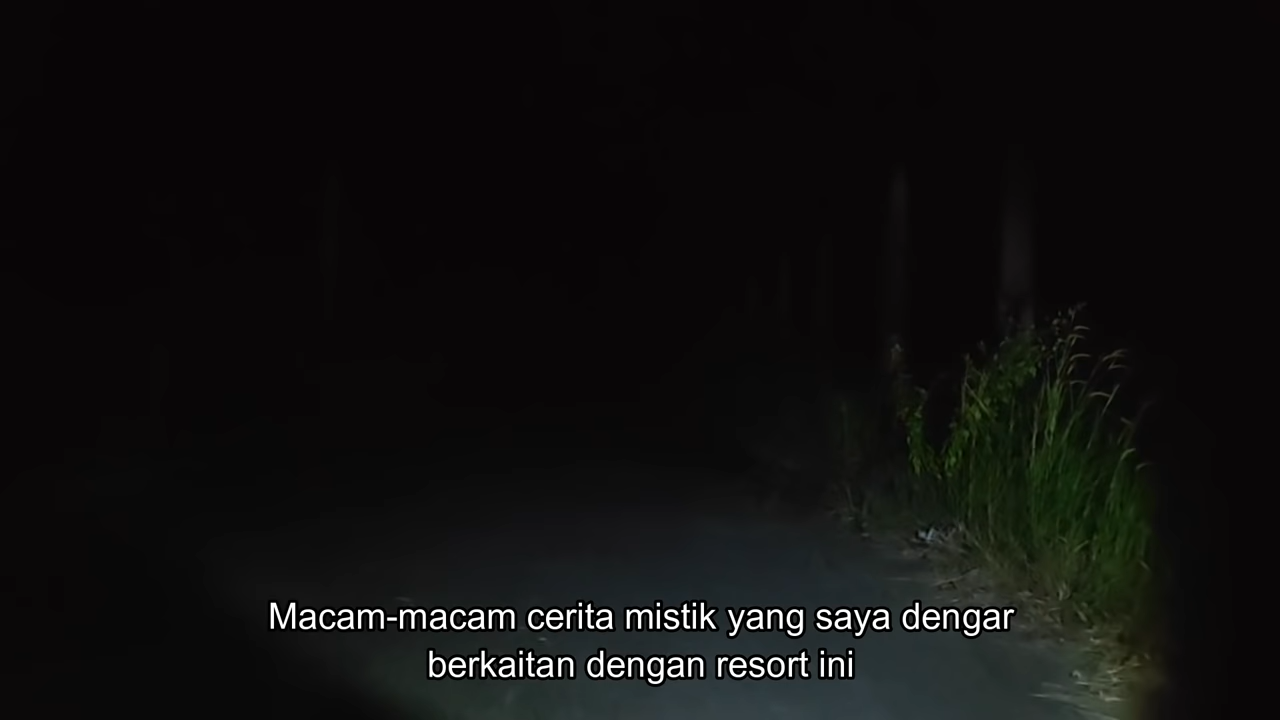 Macam-macam cerita mistik yang saya dengar
berkaitan dengan resort ini